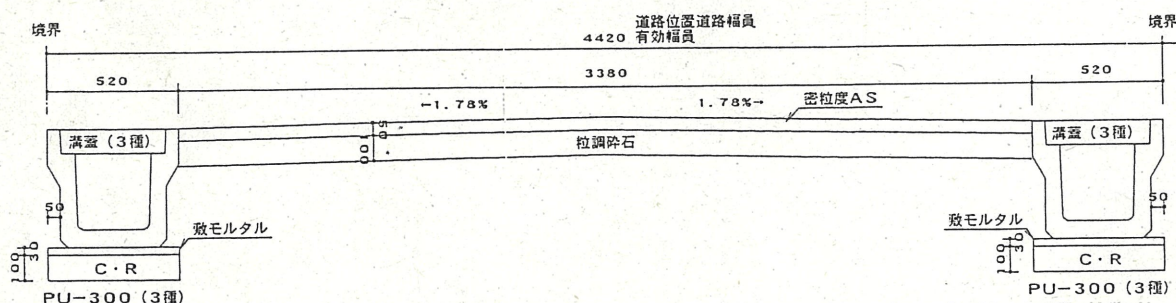 境界
道路位置道路幅員
境界
4420 有効幅員
520
3380
520
←1.78%
1.78%→
密粒度AS
溝蓋(3種)
50
100
粒調砕石
溝蓋(3種)
50
50
敷モルタル
敷モルタル
30
100
C・R
30
100
C・R
PU-300(3種)
PU-300(3種)